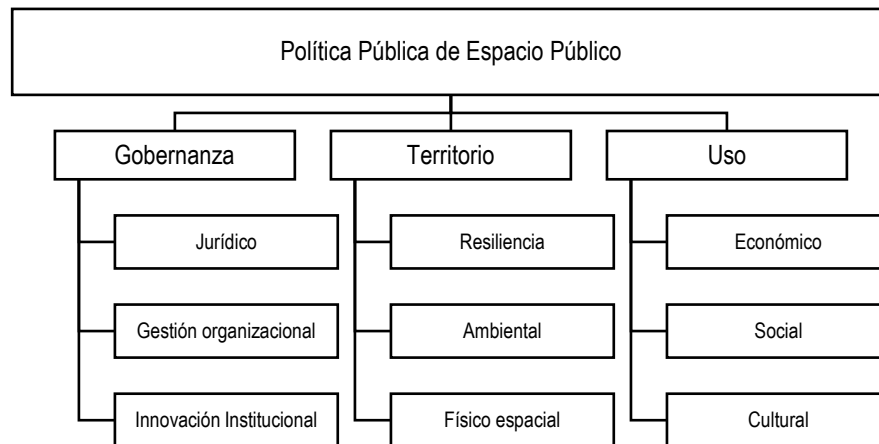 Política Pública de Espacio Público
Gobernanza
Territorio
Uso
Jurídico
Resiliencia
Económico
Gestión organizacional
Ambiental
Social
Innovación Institucional
Físico espacial
Cultural